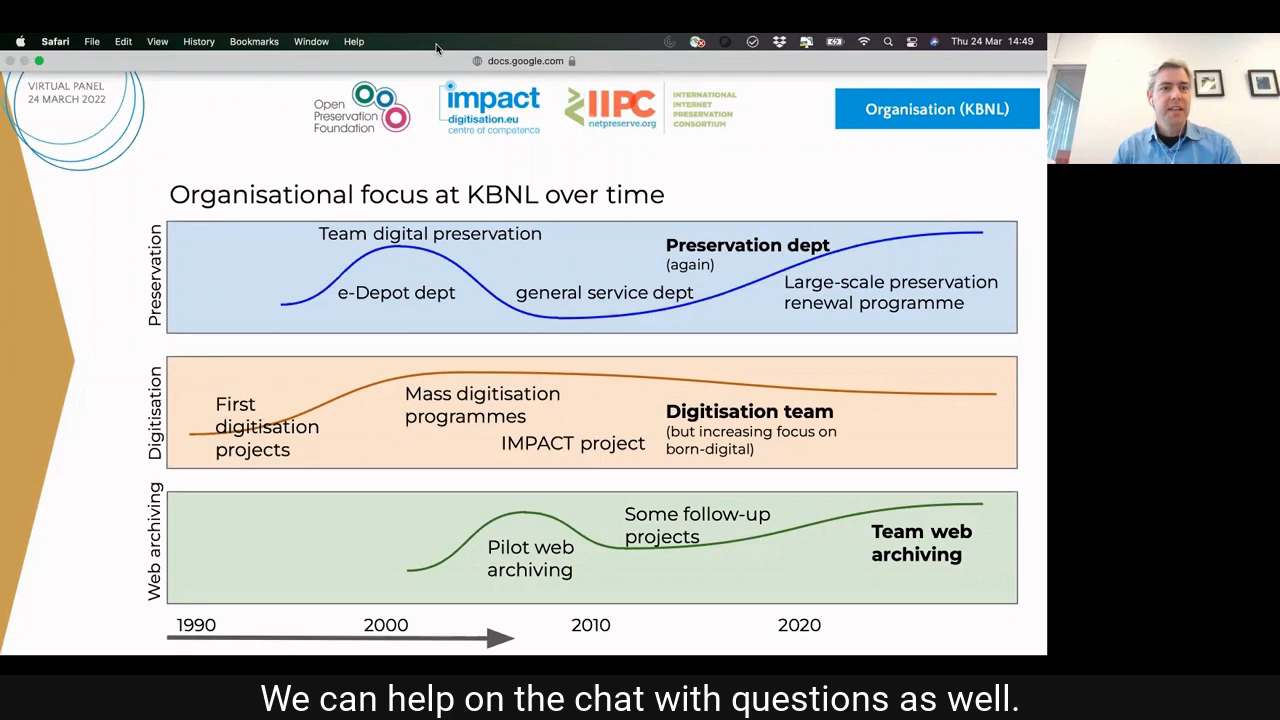 Safari File Edit View History Bookmarks Window Help Thu 24 Mar 14:49
docs.google.com
VIRTUAL PANEL
24 MARCH 2022
Open
Preservation
Foundation
impact
digitisation.eu
centre of competence
IIPC
netpreserve.org
INTERNATIONAL
INTERNET
PRESERVATION
CONSORTIUM
Organisation (KBNL)
Organisational focus at KBNL over time
Preservation
Team digital preservation
e-Depot dept
general service dept
Preservation dept
(again)
Large-scale preservation
renewal programme
Digitisation
First
digitisation
projects
Mass digitisation
programmes
IMPACT project
Digitisation team
(but increasing focus on
born-digital)
Web archiving
Pilot web
archiving
Some follow-up
projects
Team web
archiving
1990 2000 2010 2020
We can help on the chat with questions as well.